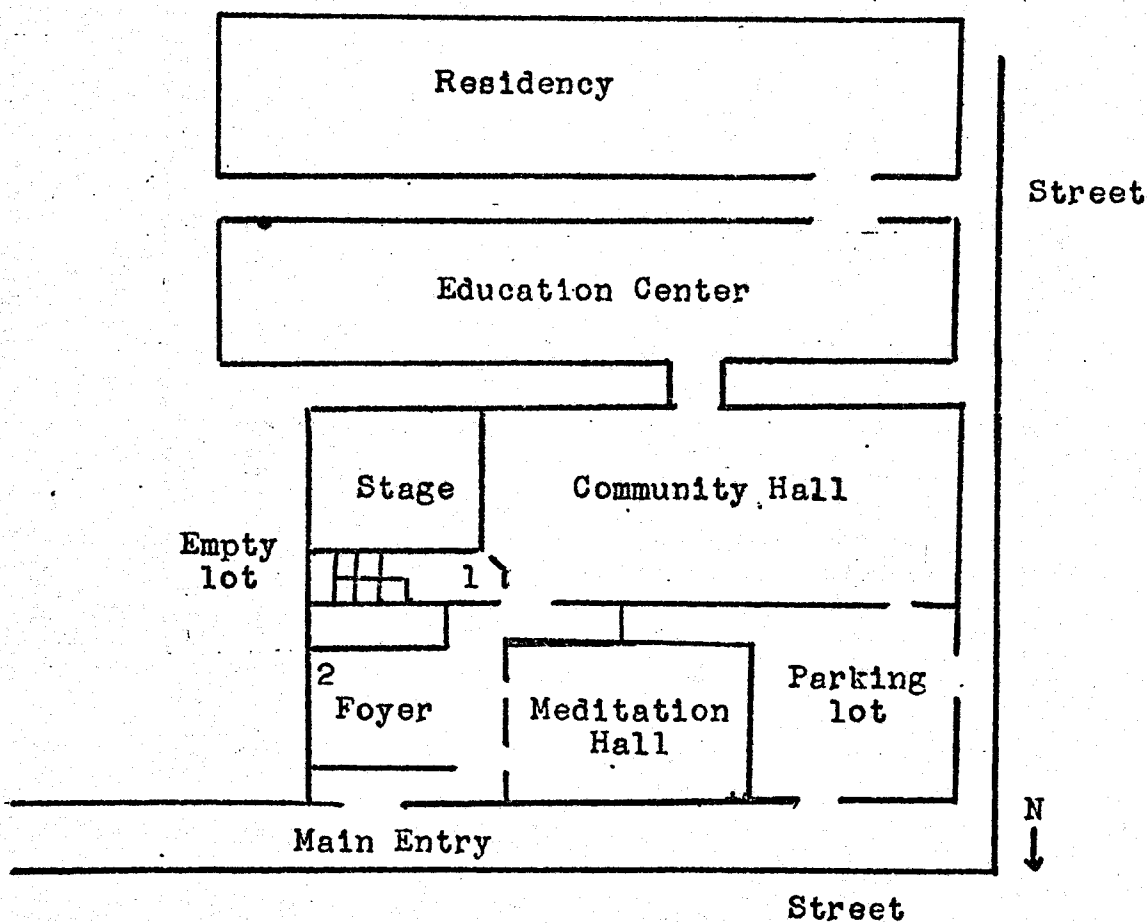 Residency
Street
Education Center
Stage
Community Hall
Empty
lot
1
2
Foyer
Meditation
Hall
Parking
lot
Main Entry
N
Street